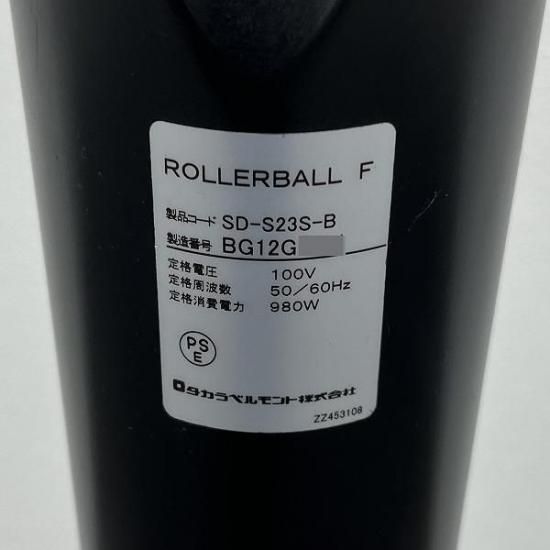 ROLLERBALL F
製品コード SD-S23S-B
製造番号 BG12G
定格電圧 100V
定格周波数 50/60Hz
定格消費電力 980W
PS
E
タカラベルモント株式会社
ZZ453108